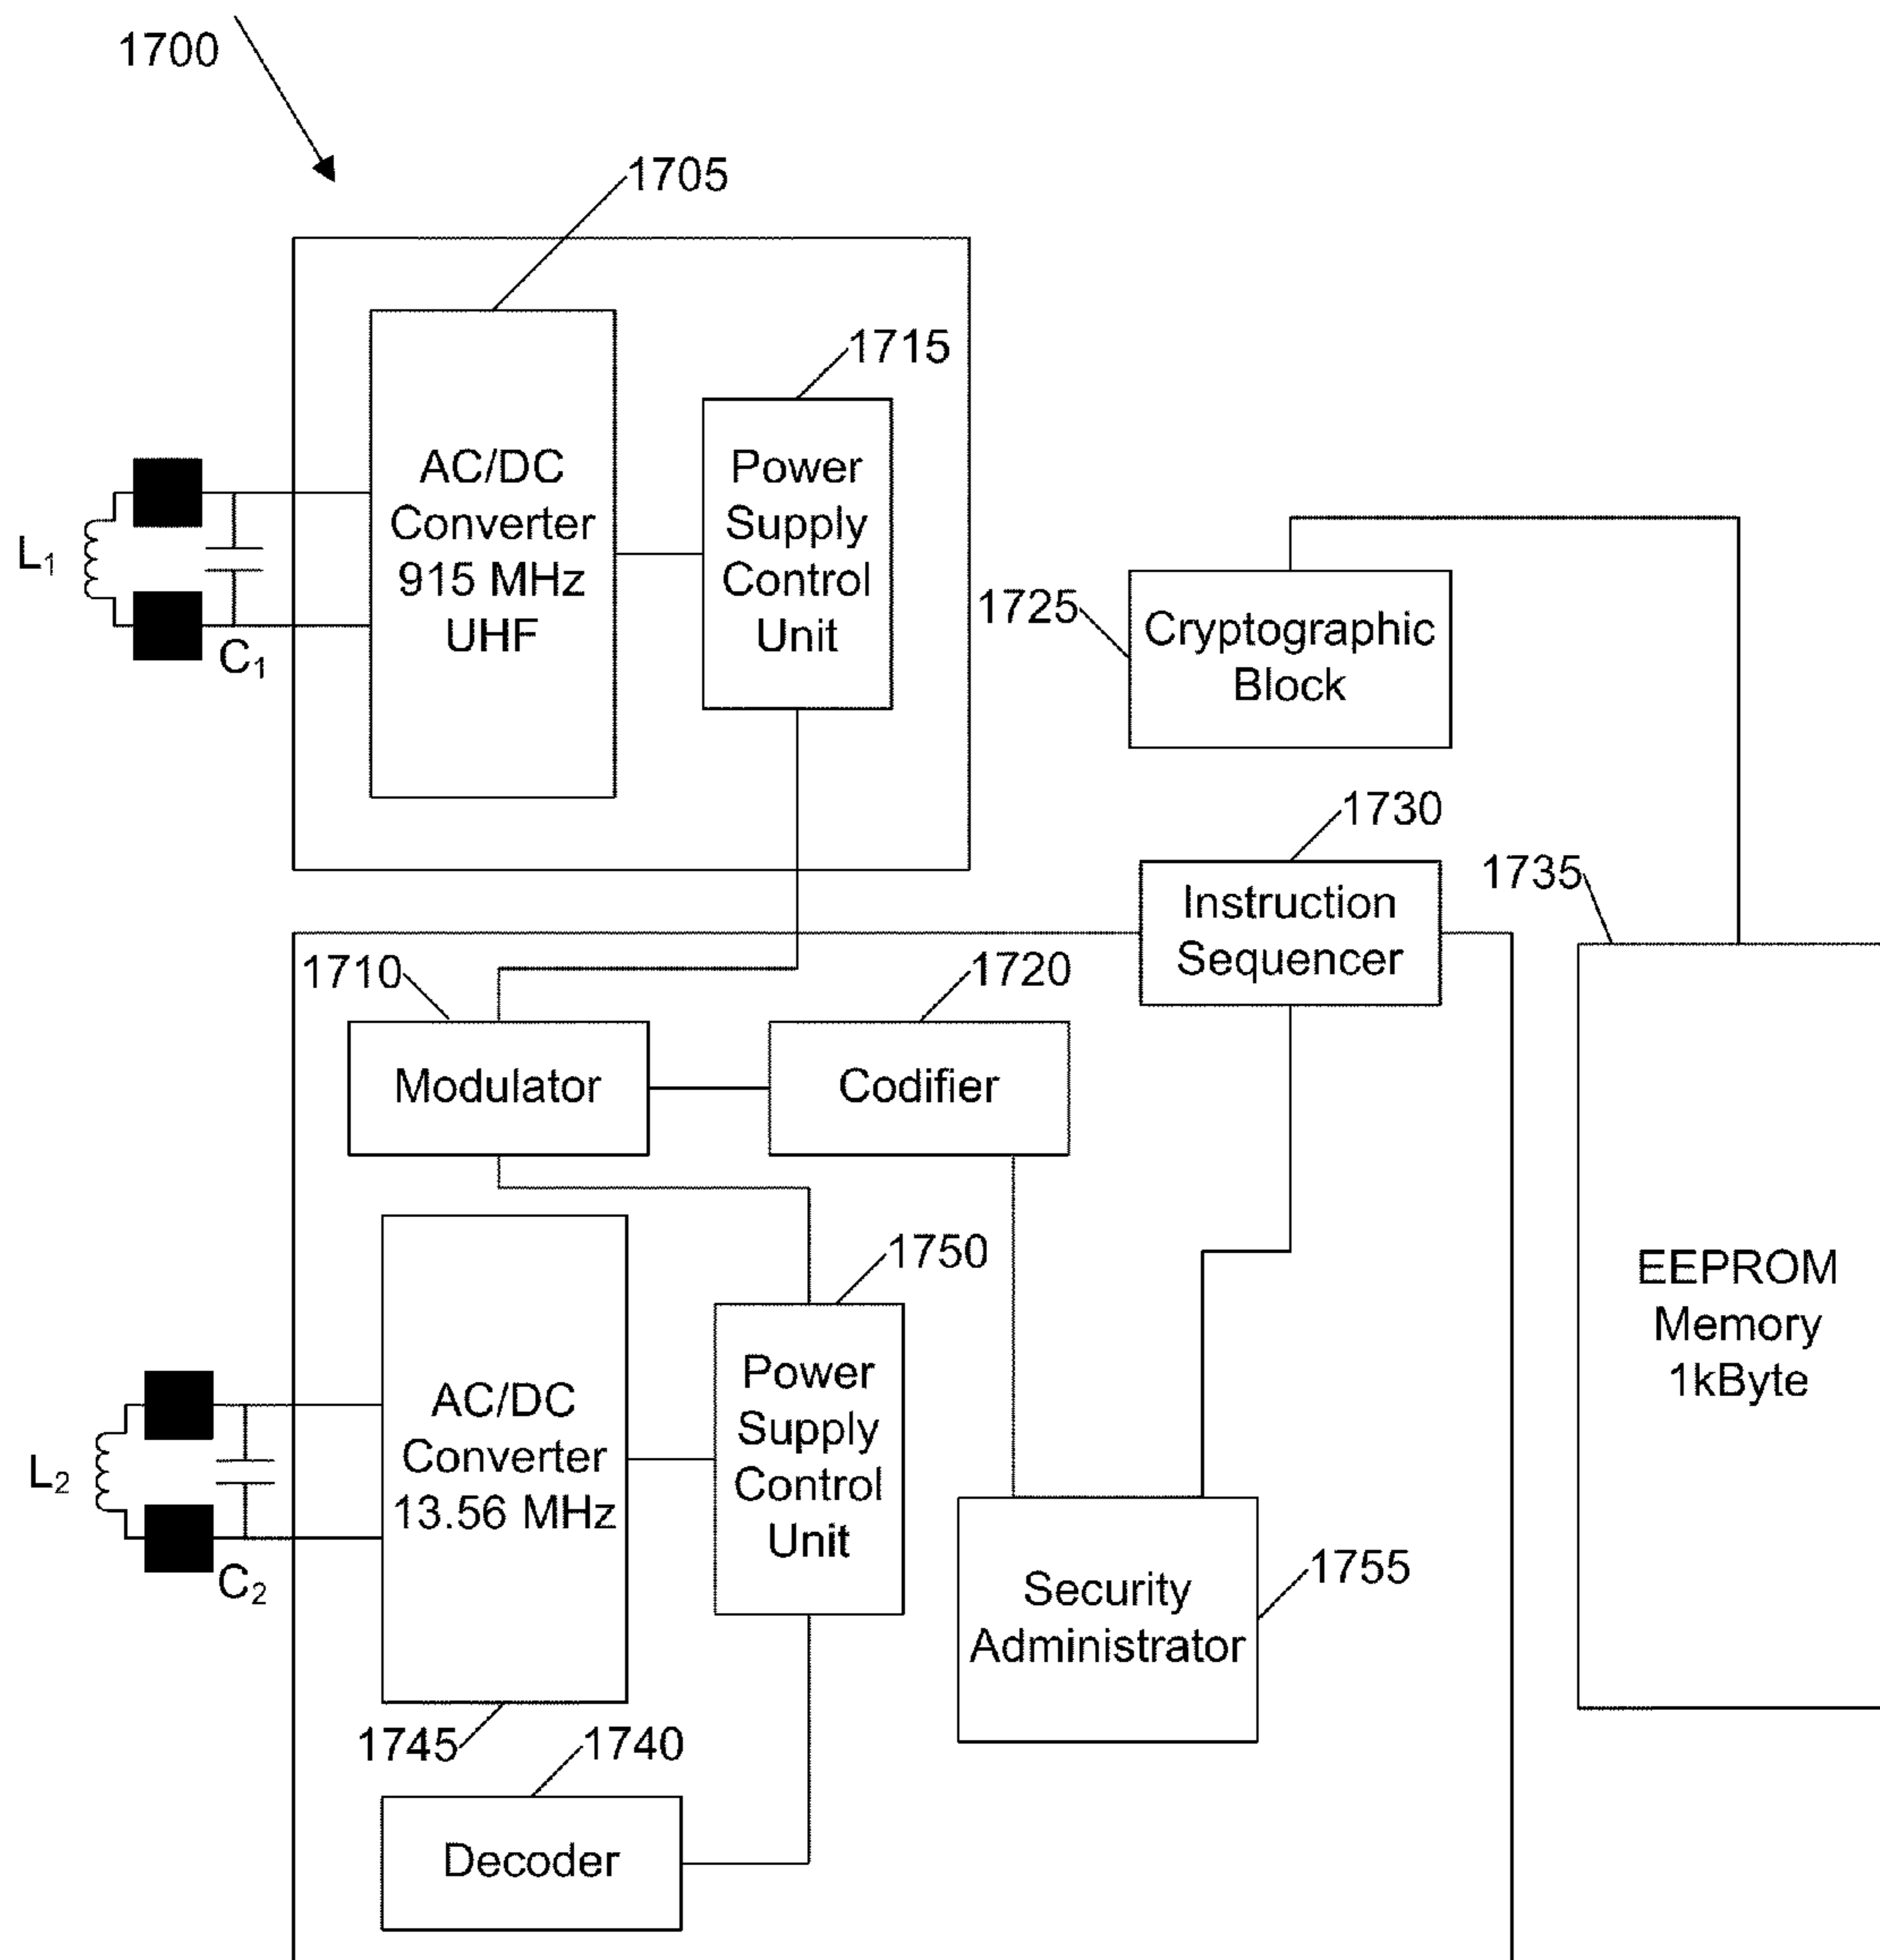 1700
1705
1715
AC/DC
Converter
915 MHz
UHF
Power
Supply
Control
Unit
L₁
C₁
1725
Cryptographic
Block
1730
Instruction
Sequencer
1735
EEPROM
Memory
1kByte
1710
Modulator
1720
Codifier
1750
AC/DC
Converter
13.56 MHz
Power
Supply
Control
Unit
L₂
C₂
1755
Security
Administrator
1745
1740
Decoder